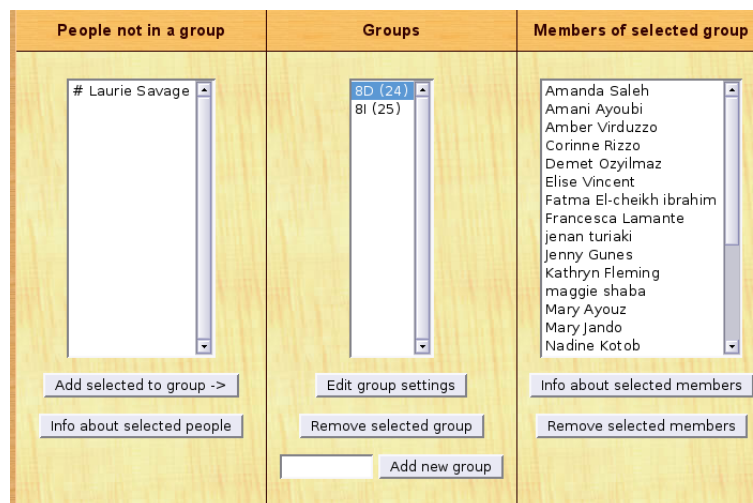 People not in a group
Groups
Members of selected group
# Laurie Savage
8D (24)
8I (25)
Amanda Saleh
Amani Ayoubi
Amber Virduzzo
Corinne Rizzo
Demet Ozyilmaz
Elise Vincent
Fatma El-cheikh ibrahim
Francesca Lamante
jenan turiaki
Jenny Gunes
Kathryn Fleming
maggie shaba
Mary Ayouz
Mary Jando
Nadine Kotob
Add selected to group ->
Edit group settings
Info about selected members
Info about selected people
Remove selected group
Remove selected members
Add new group